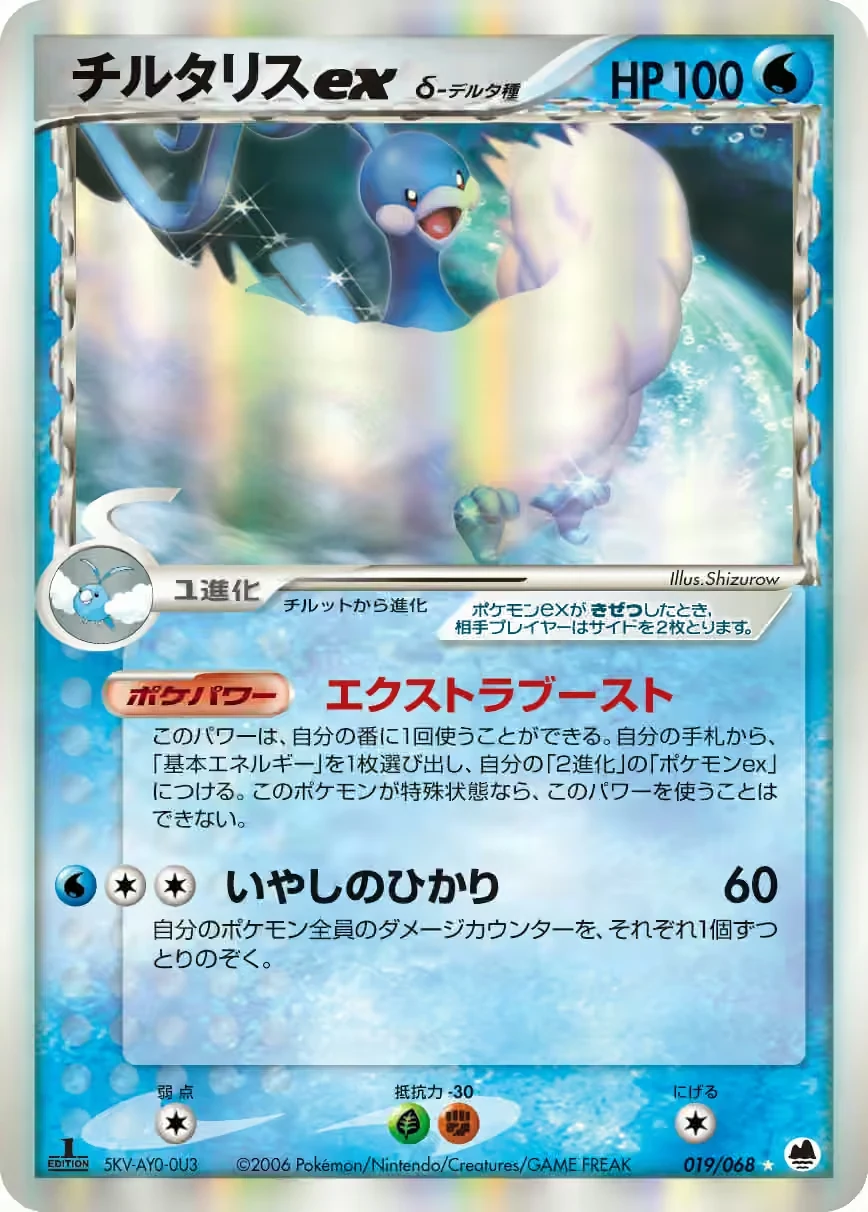 チルタリスex δ-デルタ種 HP100
1進化
チルットから進化
Illus.Shizurow
ポケモンexが きぜつしたとき、
相手プレイヤーはサイドを2枚とります。
ポケパワー エクストラブースト
このパワーは、自分の番に1回使うことができる。自分の手札から、
「基本エネルギー」を1枚選び出し、自分の「2進化」の「ポケモンex」
につける。このポケモンが特殊状態なら、このパワーを使うことは
できない。
いやしのひかり 60
自分のポケモン全員のダメージカウンターを、それぞれ1個ずつ
とりのぞく。
弱点 抵抗力 -30 にげる
1 EDITION 5KV-AY0-0U3 ©2006 Pokémon/Nintendo/Creatures/GAME FREAK 019/068 ★